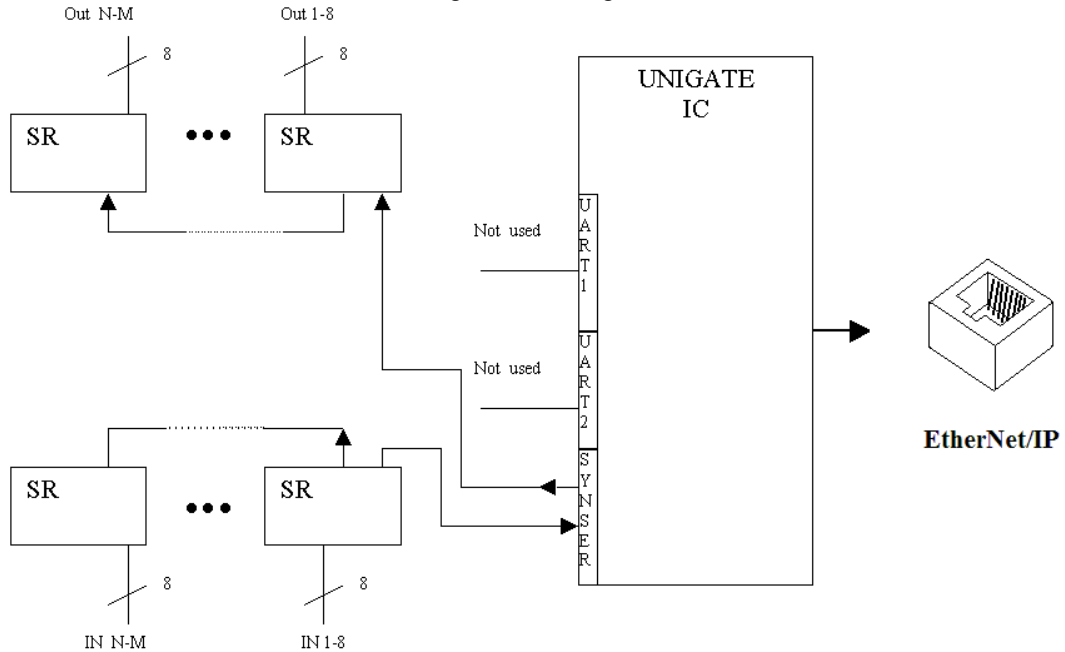 Out N-M
Out 1-8
8
8
UNIGATE
IC
SR
SR
Not used
UART1
Not used
UART2
EtherNet/IP
SYNSER
SR
SR
8
8
IN N-M
IN 1-8